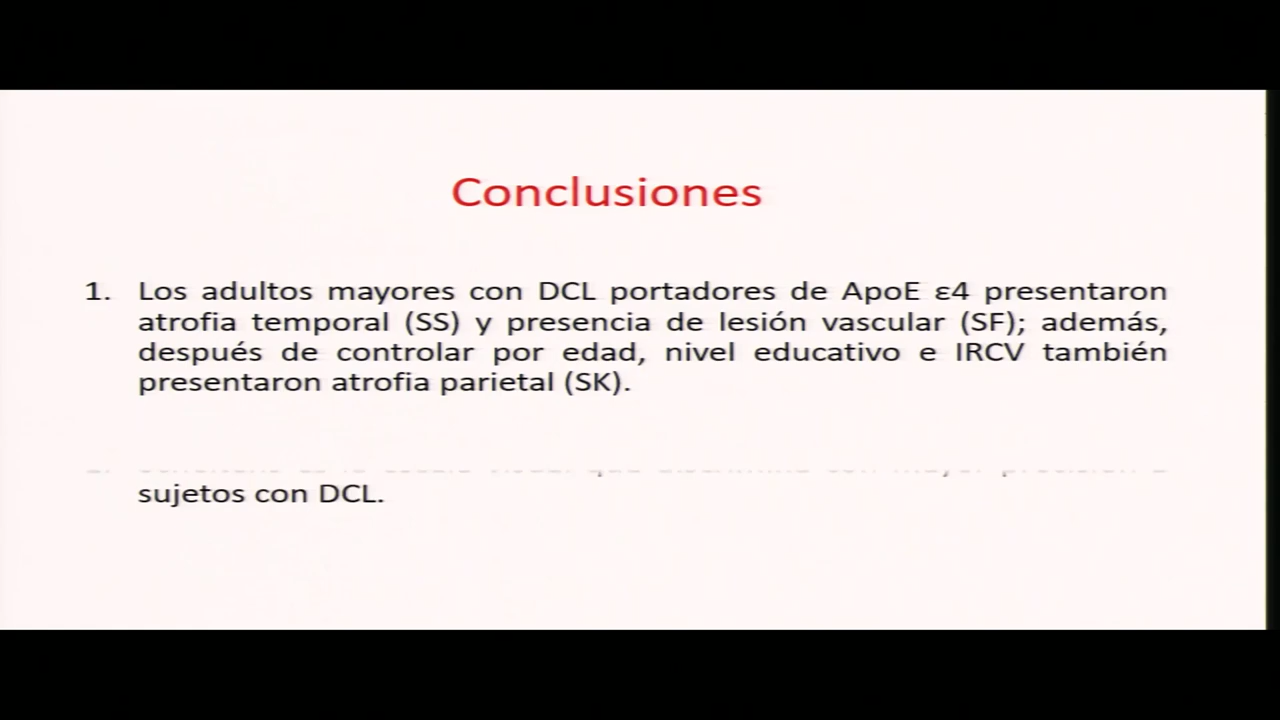 Conclusiones
1. Los adultos mayores con DCL portadores de ApoE ε4 presentaron
atrofia temporal (SS) y presencia de lesión vascular (SF); además,
después de controlar por edad, nivel educativo e IRCV también
presentaron atrofia parietal (SK).
sujetos con DCL.